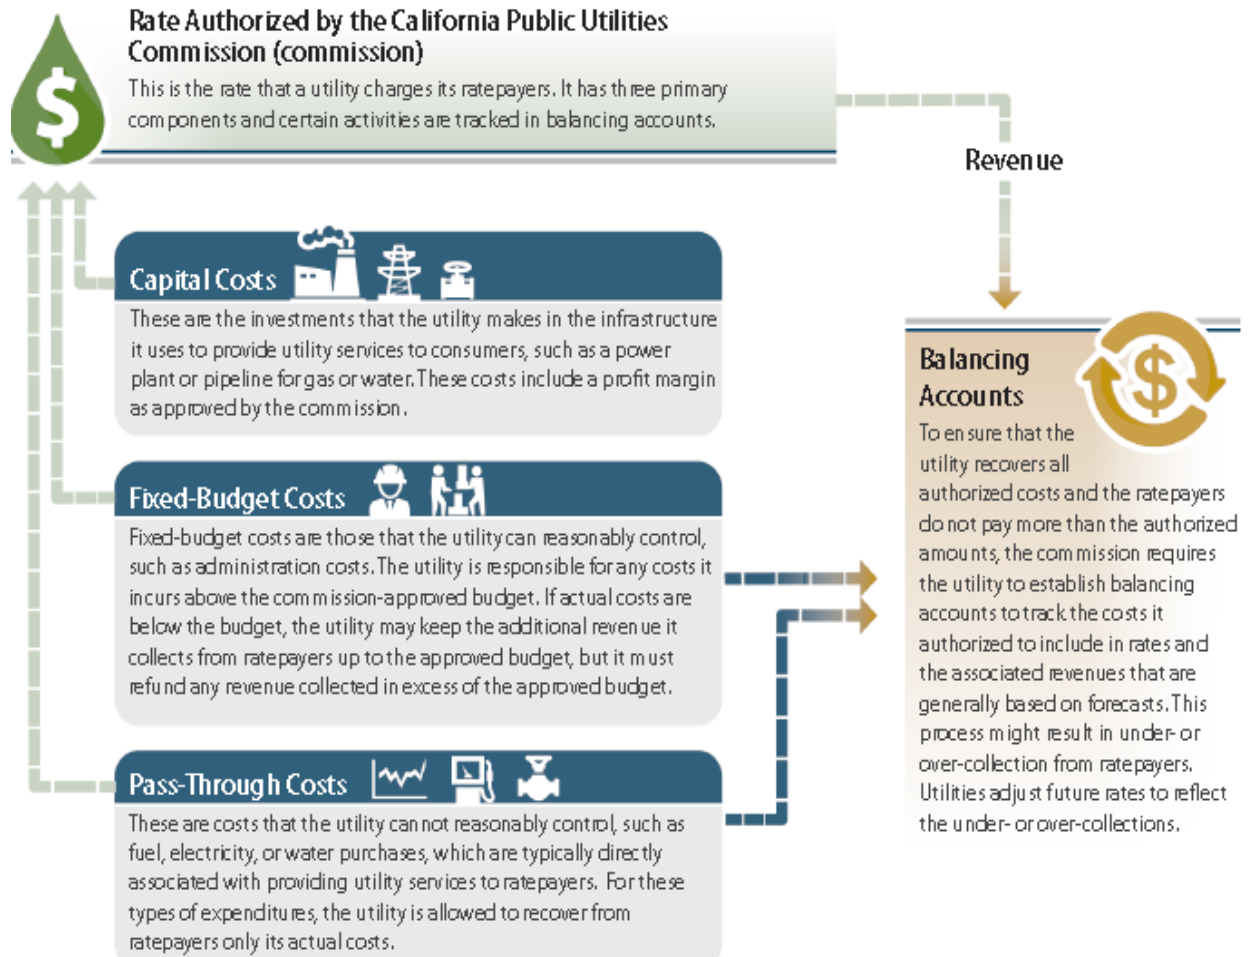 Rate Authorized by the California Public Utilities
Commission (commission)
This is the rate that a utility charges its ratepayers. It has three primary
components and certain activities are tracked in balancing accounts.
Revenue
Capital Costs
These are the investments that the utility makes in the infrastructure
it uses to provide utility services to consumers, such as a power
plant or pipeline for gas or water. These costs include a profit margin
as approved by the commission.
Fixed-Budget Costs
Fixed-budget costs are those that the utility can reasonably control,
such as administration costs. The utility is responsible for any costs it
incurs above the commission-approved budget. If actual costs are
below the budget, the utility may keep the additional revenue it
collects from ratepayers up to the approved budget, but it must
refund any revenue collected in excess of the approved budget.
Pass-Through Costs
These are costs that the utility cannot reasonably control, such as
fuel, electricity, or water purchases, which are typically directly
associated with providing utility services to ratepayers. For these
types of expenditures, the utility is allowed to recover from
ratepayers only its actual costs.
Balancing
Accounts
To ensure that the
utility recovers all
authorized costs and the ratepayers
do not pay more than the authorized
amounts, the commission requires
the utility to establish balancing
accounts to track the costs it
authorized to include in rates and
the associated revenues that are
generally based on forecasts. This
process might result in under- or
over-collection from ratepayers.
Utilities adjust future rates to reflect
the under- or over-collections.
$
$